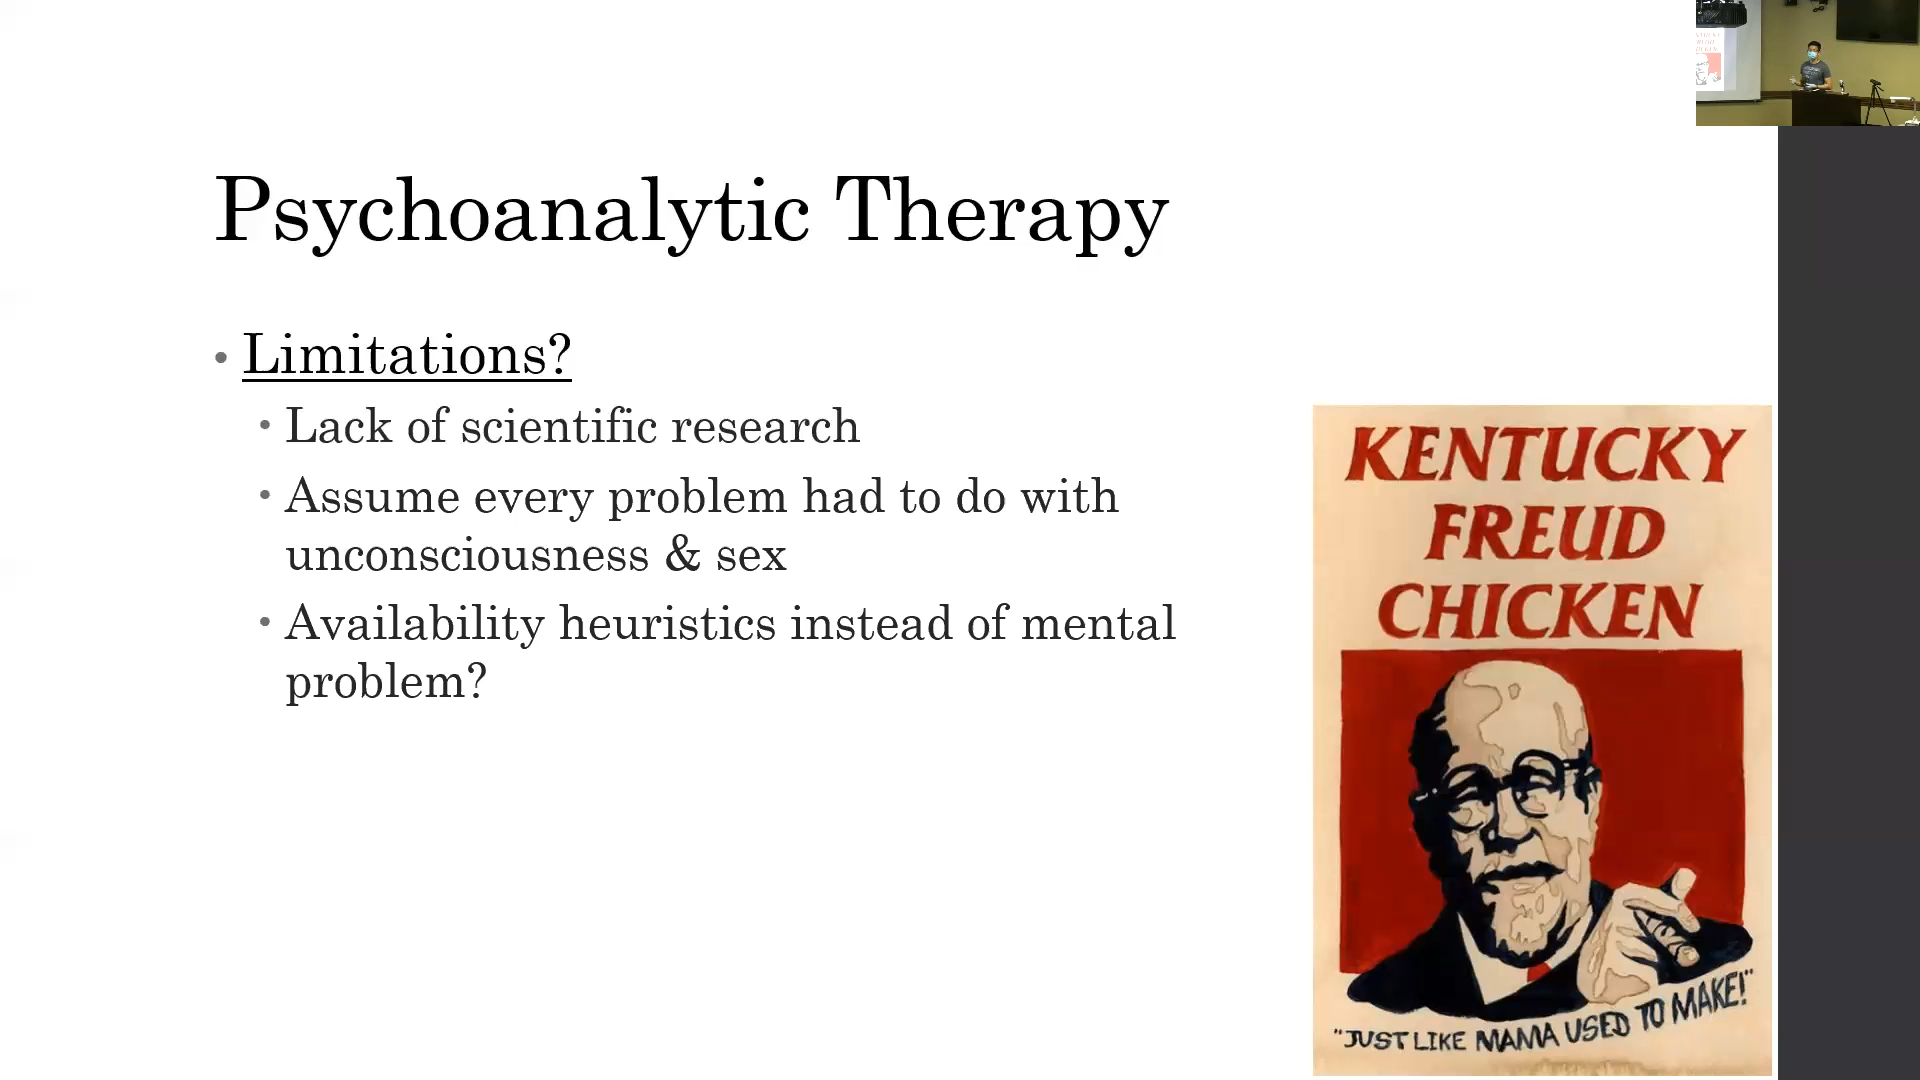 Psychoanalytic Therapy
• Limitations?
• Lack of scientific research
• Assume every problem had to do with
unconsciousness & sex
• Availability heuristics instead of mental
problem?
KENTUCKY
FREUD
CHICKEN
"JUST LIKE MAMA USED TO MAKE!"